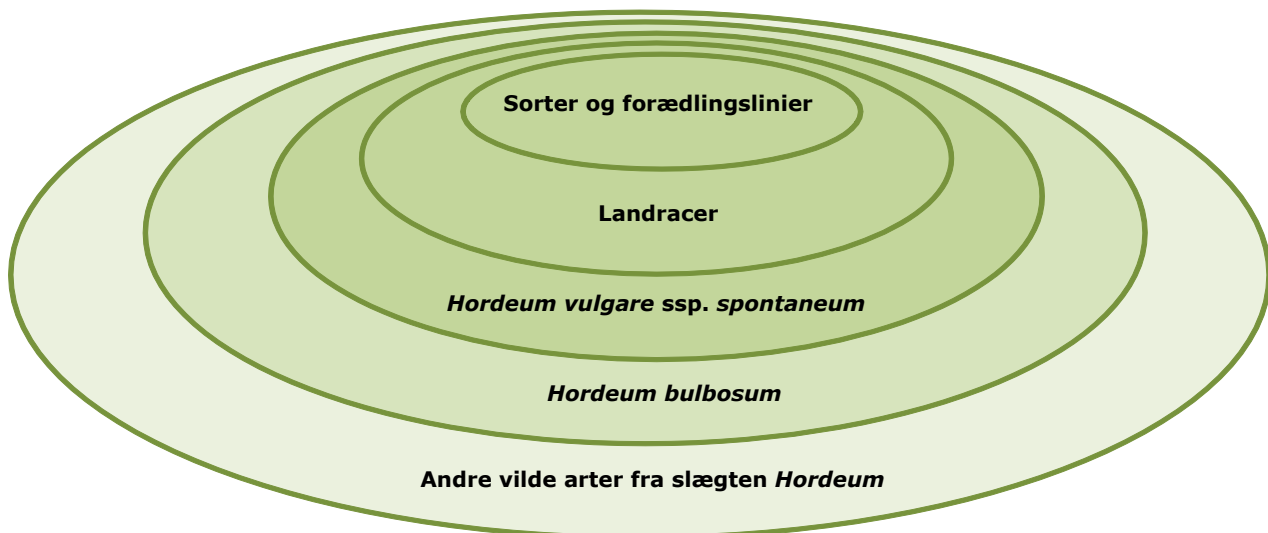 Sorter og forædlingslinier
Landracer
Hordeum vulgare ssp. spontaneum
Hordeum bulbosum
Andre vilde arter fra slægten Hordeum